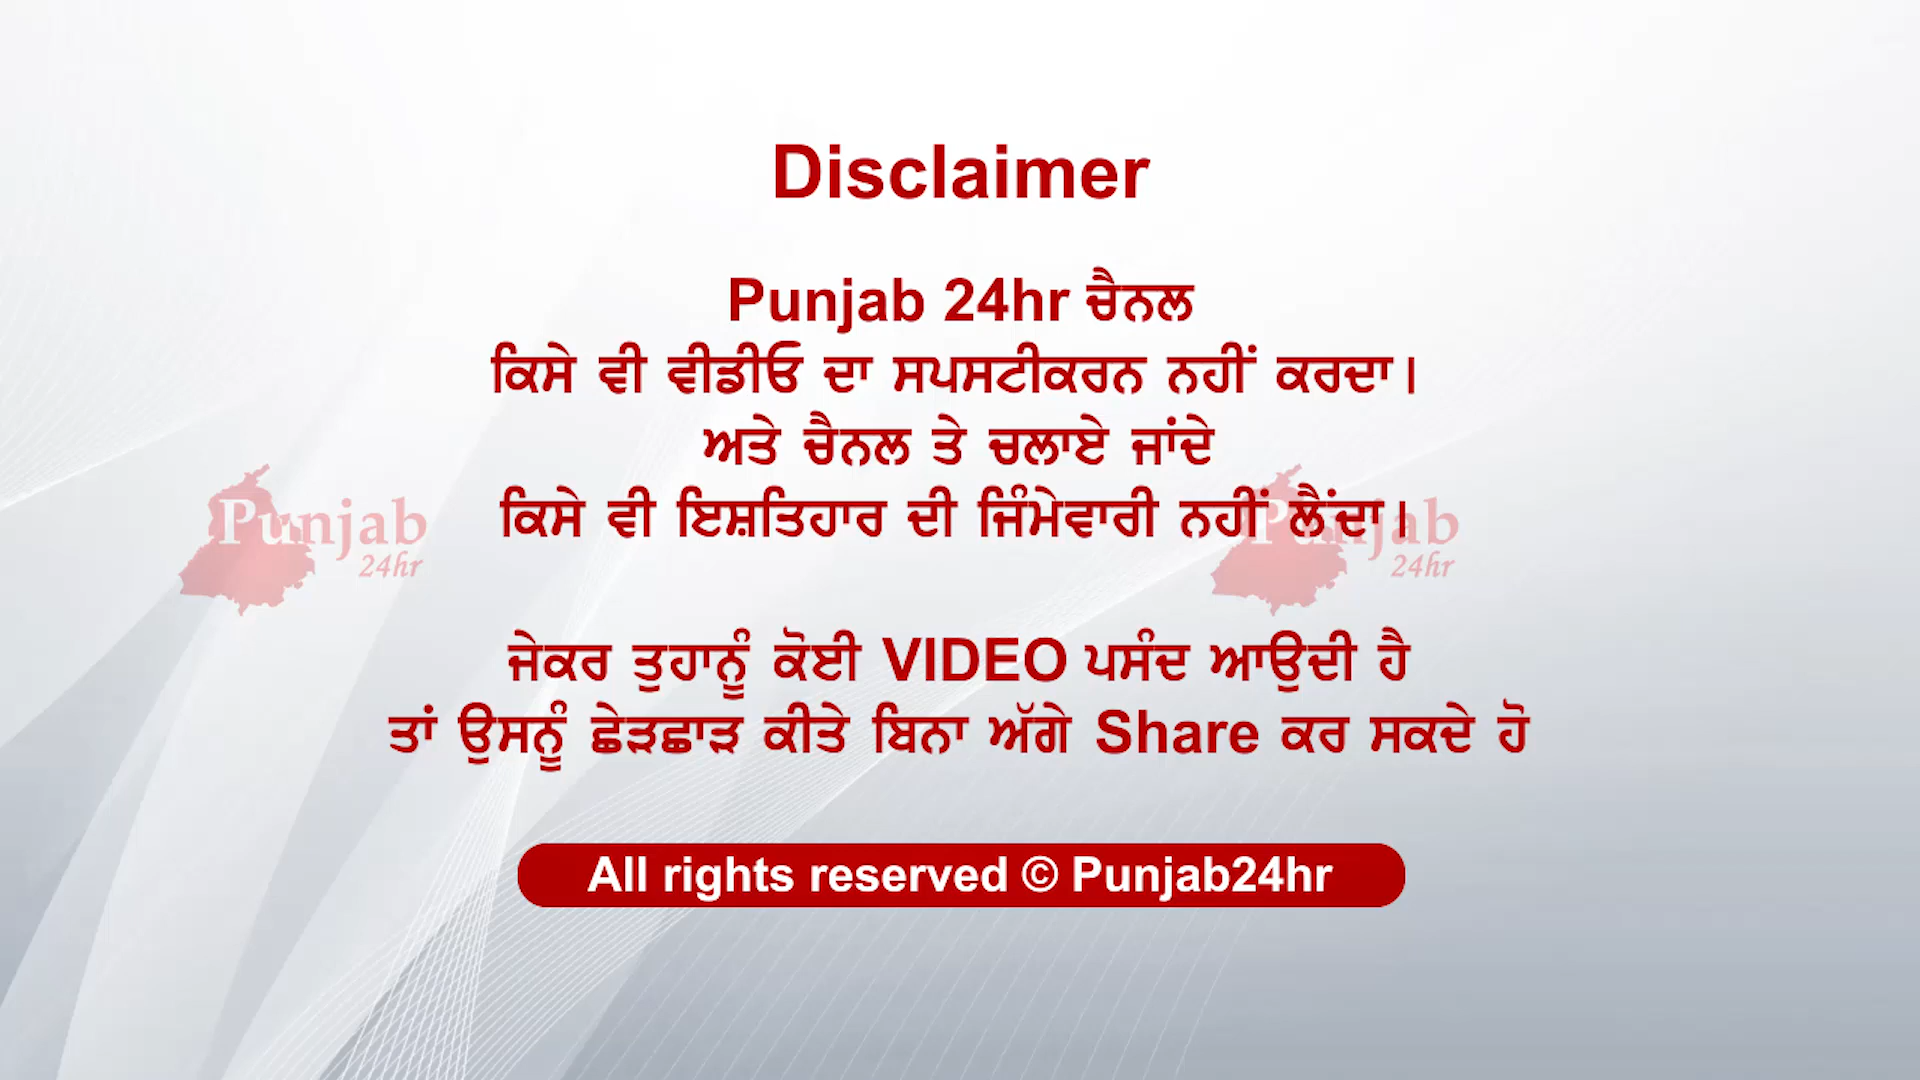 Disclaimer
Punjab 24hr ਚੈਨਲ
ਕਿਸੇ ਵੀ ਵੀਡੀਓ ਦਾ ਸਪਸਟੀਕਰਨ ਨਹੀਂ ਕਰਦਾ।
ਅਤੇ ਚੈਨਲ ਤੇ ਚਲਾਏ ਜਾਂਦੇ
ਕਿਸੇ ਵੀ ਇਸ਼ਤਿਹਾਰ ਦੀ ਜਿੰਮੇਵਾਰੀ ਨਹੀਂ ਲੈਂਦਾ।
Punjab
24hr
Punjab
24hr
ਜੇਕਰ ਤੁਹਾਨੂੰ ਕੋਈ VIDEO ਪਸੰਦ ਆਉਦੀ ਹੈ
ਤਾਂ ਉਸਨੂੰ ਛੇੜਛਾੜ ਕੀਤੇ ਬਿਨਾ ਅੱਗੇ Share ਕਰ ਸਕਦੇ ਹੋ
All rights reserved © Punjab24hr